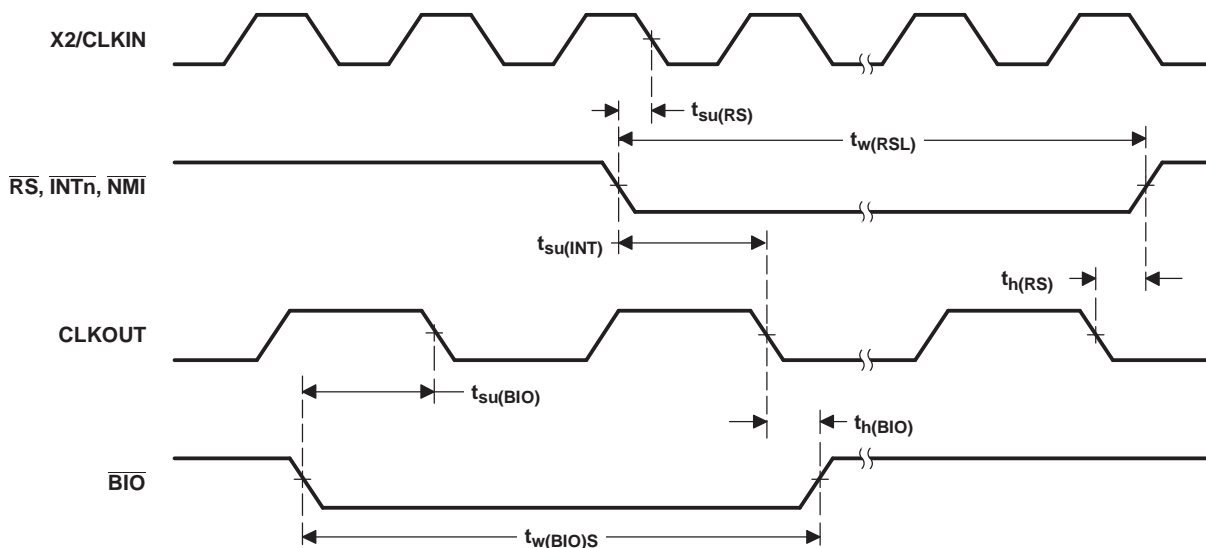 X2/CLKIN
tsu(RS)
tw(RSL)
RS, INTn, NMI
tsu(INT)
th(RS)
CLKOUT
tsu(BIO)
th(BIO)
BIO
tw(BIO)S